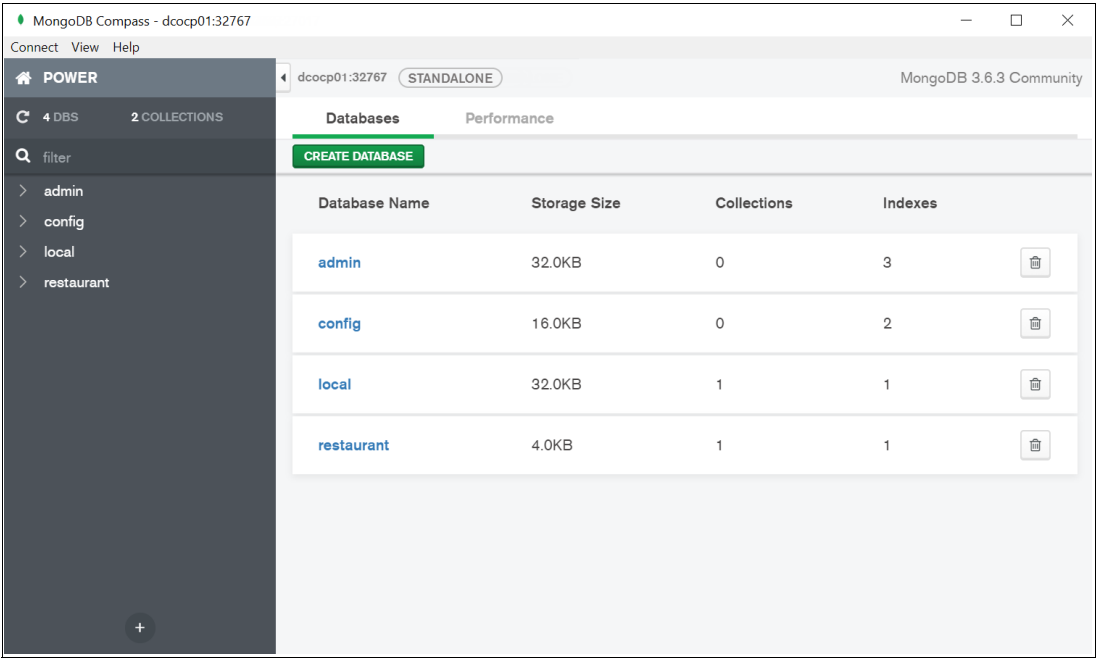 MongoDB Compass - dcocp01:32767
Connect View Help
POWER
dcocp01:32767 STANDALONE MongoDB 3.6.3 Community
4 DBS 2 COLLECTIONS
Databases Performance
filter
CREATE DATABASE
admin
config
local
restaurant
Database Name Storage Size Collections Indexes
admin 32.0KB 0 3
config 16.0KB 0 2
local 32.0KB 1 1
restaurant 4.0KB 1 1